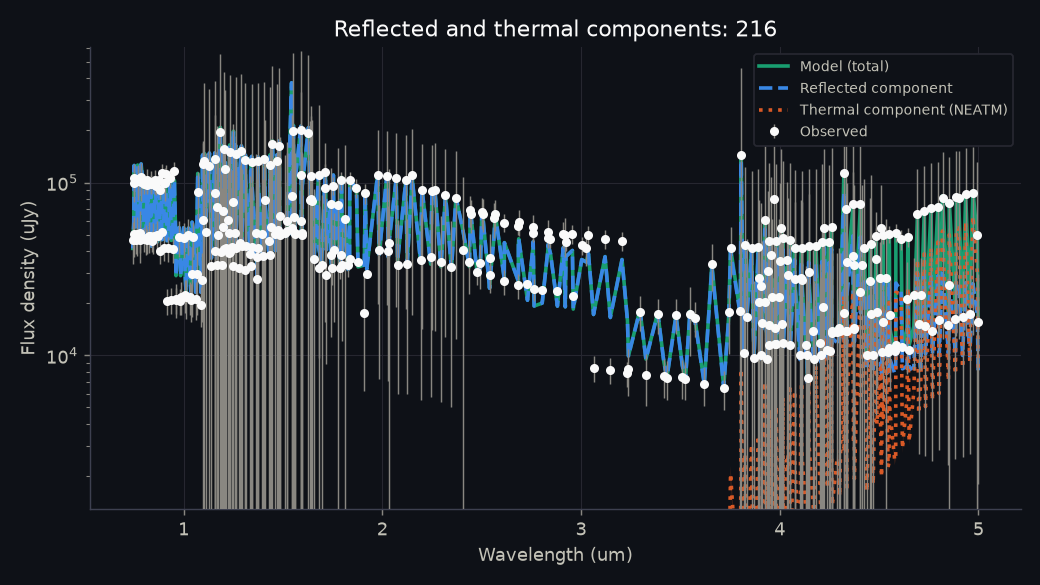 Reflected and thermal components: 216
Model (total)
Reflected component
Thermal component (NEATM)
Observed
Flux density (uJy)
10^5
10^4
1 2 3 4 5
Wavelength (um)